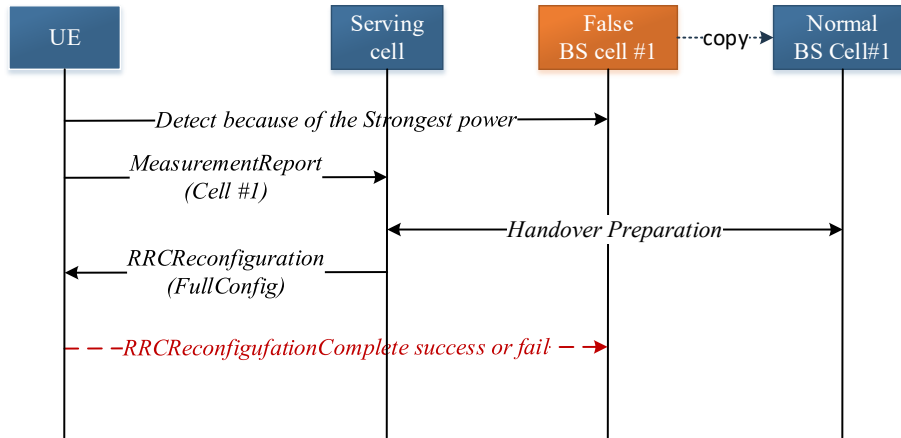 UE
Serving
cell
False
BS cell #1
copy
Normal
BS Cell#1
Detect because of the Strongest power
MeasurementReport
(Cell #1)
Handover Preparation
RRCReconfiguration
(FullConfig)
RRCReconfigufationComplete success or fail